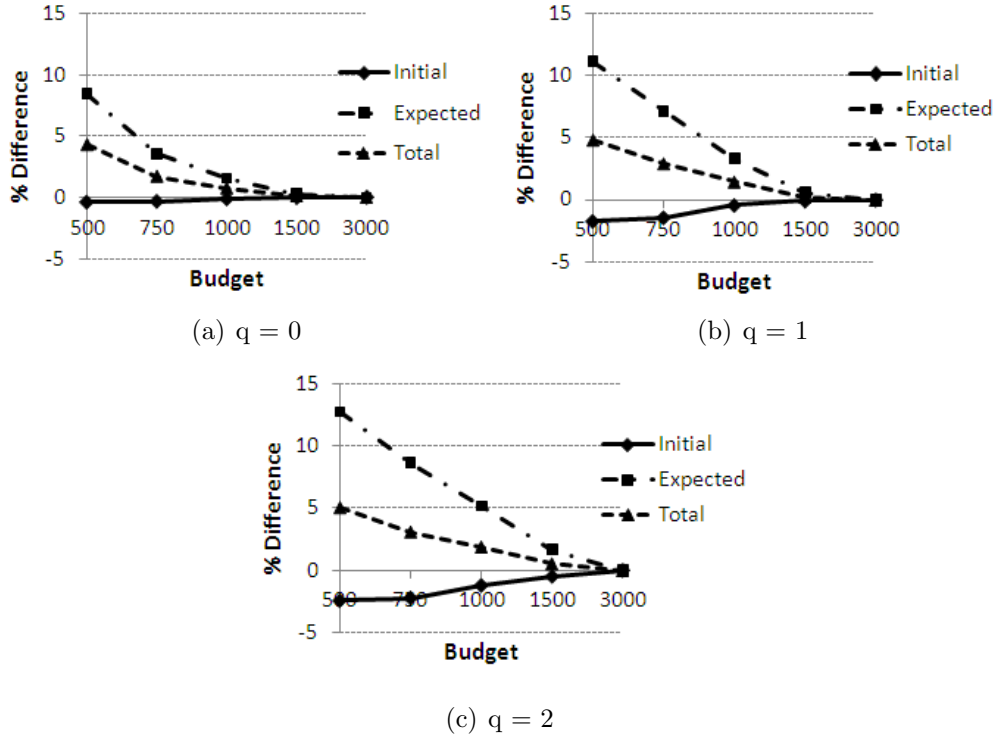 15
10
5
0
-5
% Difference
500 750 1000 1500 3000
Budget
Initial
Expected
Total
(a) q = 0
15
10
5
0
-5
% Difference
500 750 1000 1500 3000
Budget
Initial
Expected
Total
(b) q = 1
15
10
5
0
-5
% Difference
500 750 1000 1500 3000
Budget
Initial
Expected
Total
(c) q = 2